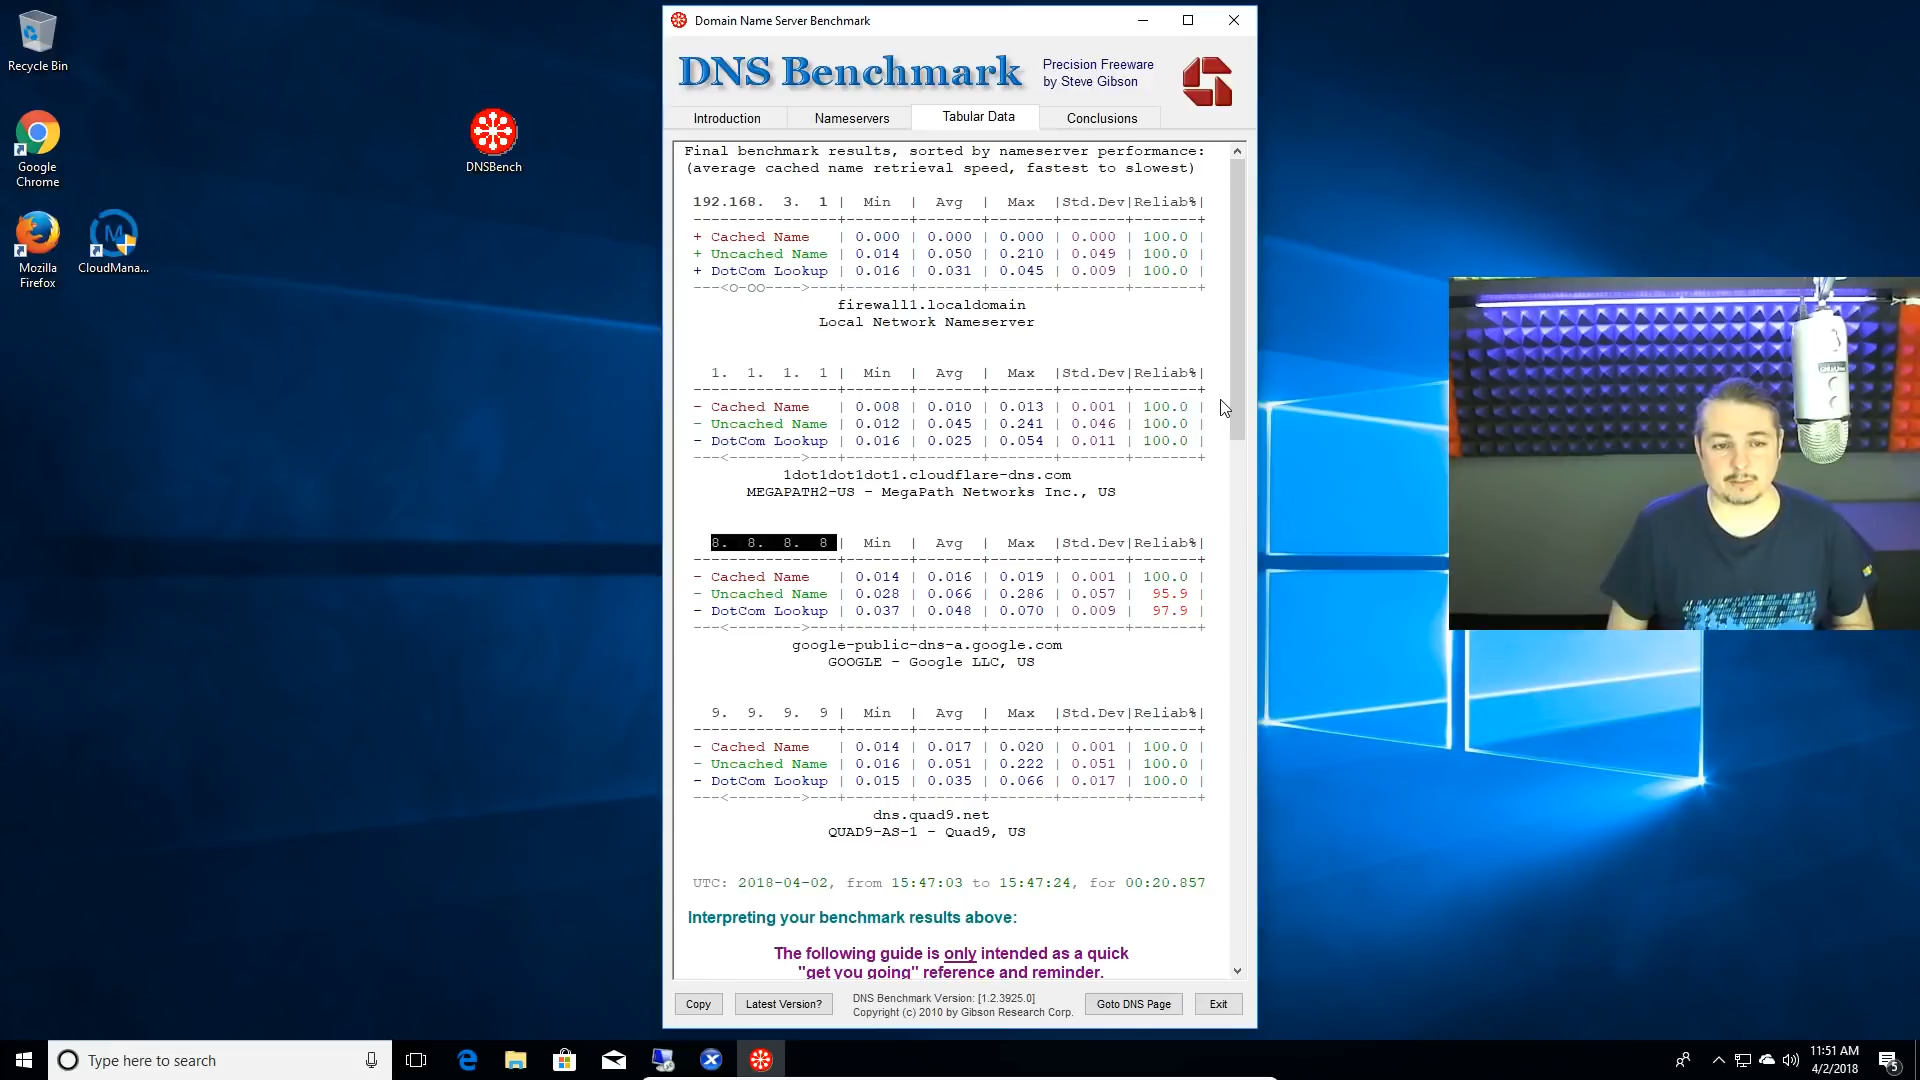 Recycle Bin
Google
Chrome
Mozilla
Firefox
CloudMana...
DNSBench
Domain Name Server Benchmark
DNS Benchmark
Precision Freeware
by Steve Gibson
Introduction
Nameservers
Tabular Data
Conclusions
Final benchmark results, sorted by nameserver performance:
(average cached name retrieval speed, fastest to slowest)
192.168.  3.  1 |  Min  |  Avg  |  Max  |Std.Dev|Reliab%|
----------------+-------+-------+-------+-------+-------+
+ Cached Name   | 0.000 | 0.000 | 0.000 | 0.000 | 100.0 |
+ Uncached Name | 0.014 | 0.050 | 0.210 | 0.049 | 100.0 |
+ DotCom Lookup | 0.016 | 0.031 | 0.045 | 0.009 | 100.0 |
---<O-OO---->---+-------+-------+-------+-------+-------+
firewall1.localdomain
Local Network Nameserver
1.  1.  1.  1 |  Min  |  Avg  |  Max  |Std.Dev|Reliab%|
----------------+-------+-------+-------+-------+-------+
- Cached Name   | 0.008 | 0.010 | 0.013 | 0.001 | 100.0 |
- Uncached Name | 0.012 | 0.045 | 0.241 | 0.046 | 100.0 |
- DotCom Lookup | 0.016 | 0.025 | 0.054 | 0.011 | 100.0 |
---<-------->---+-------+-------+-------+-------+-------+
1dot1dot1dot1.cloudflare-dns.com
MEGAPATH2-US - MegaPath Networks Inc., US
8.  8.  8.  8 |  Min  |  Avg  |  Max  |Std.Dev|Reliab%|
----------------+-------+-------+-------+-------+-------+
- Cached Name   | 0.014 | 0.016 | 0.019 | 0.001 | 100.0 |
- Uncached Name | 0.028 | 0.066 | 0.286 | 0.057 |  95.9 |
- DotCom Lookup | 0.037 | 0.048 | 0.070 | 0.009 |  97.9 |
---<-------->---+-------+-------+-------+-------+-------+
google-public-dns-a.google.com
GOOGLE - Google LLC, US
9.  9.  9.  9 |  Min  |  Avg  |  Max  |Std.Dev|Reliab%|
----------------+-------+-------+-------+-------+-------+
- Cached Name   | 0.014 | 0.017 | 0.020 | 0.001 | 100.0 |
- Uncached Name | 0.016 | 0.051 | 0.222 | 0.051 | 100.0 |
- DotCom Lookup | 0.015 | 0.035 | 0.066 | 0.017 | 100.0 |
---<-------->---+-------+-------+-------+-------+-------+
dns.quad9.net
QUAD9-AS-1 - Quad9, US
UTC: 2018-04-02, from 15:47:03 to 15:47:24, for 00:20.857
Interpreting your benchmark results above:
The following guide is only intended as a quick
"get you going" reference and reminder.
Copy
Latest Version?
DNS Benchmark Version: [1.2.3925.0]
Copyright (c) 2010 by Gibson Research Corp.
Goto DNS Page
Exit
Type here to search
11:51 AM
4/2/2018
5